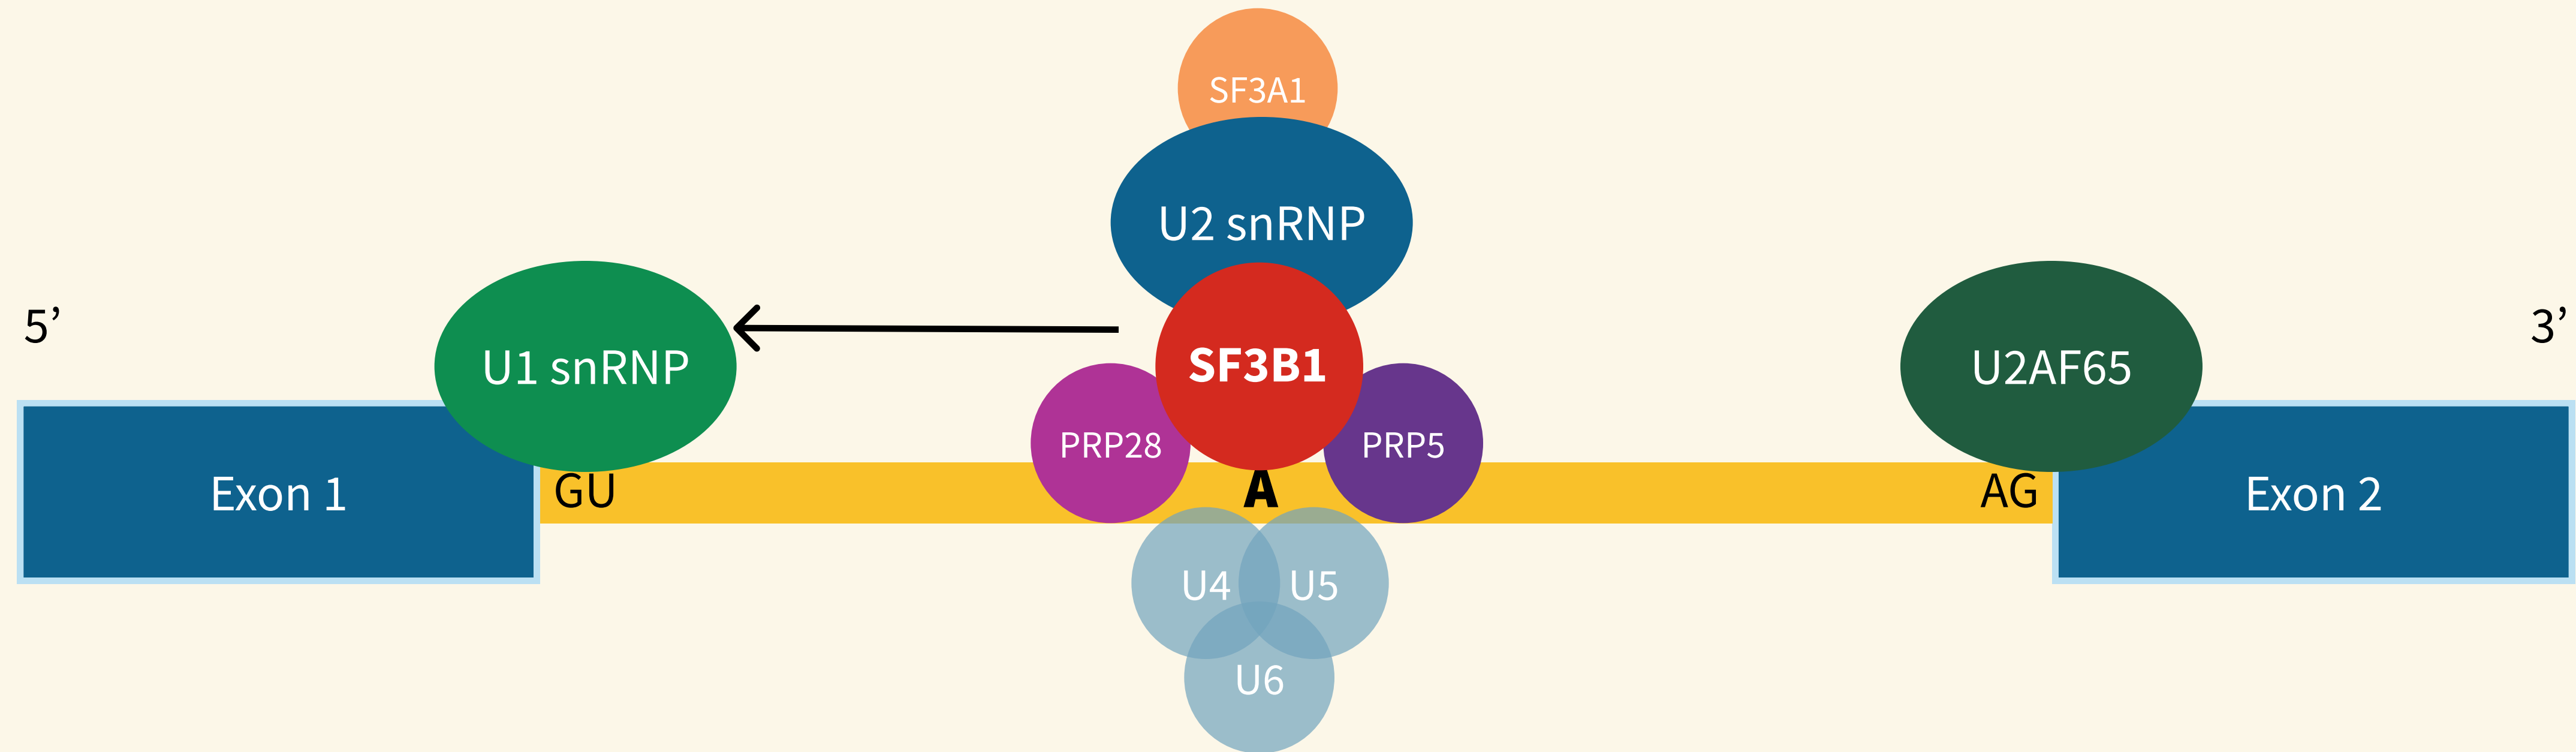 SF3A1
U2 snRNP
5’
3’
U1 snRNP
SF3B1
U2AF65
PRP28
PRP5
Exon 1
GU
A
AG
Exon 2
U4
U5
U6